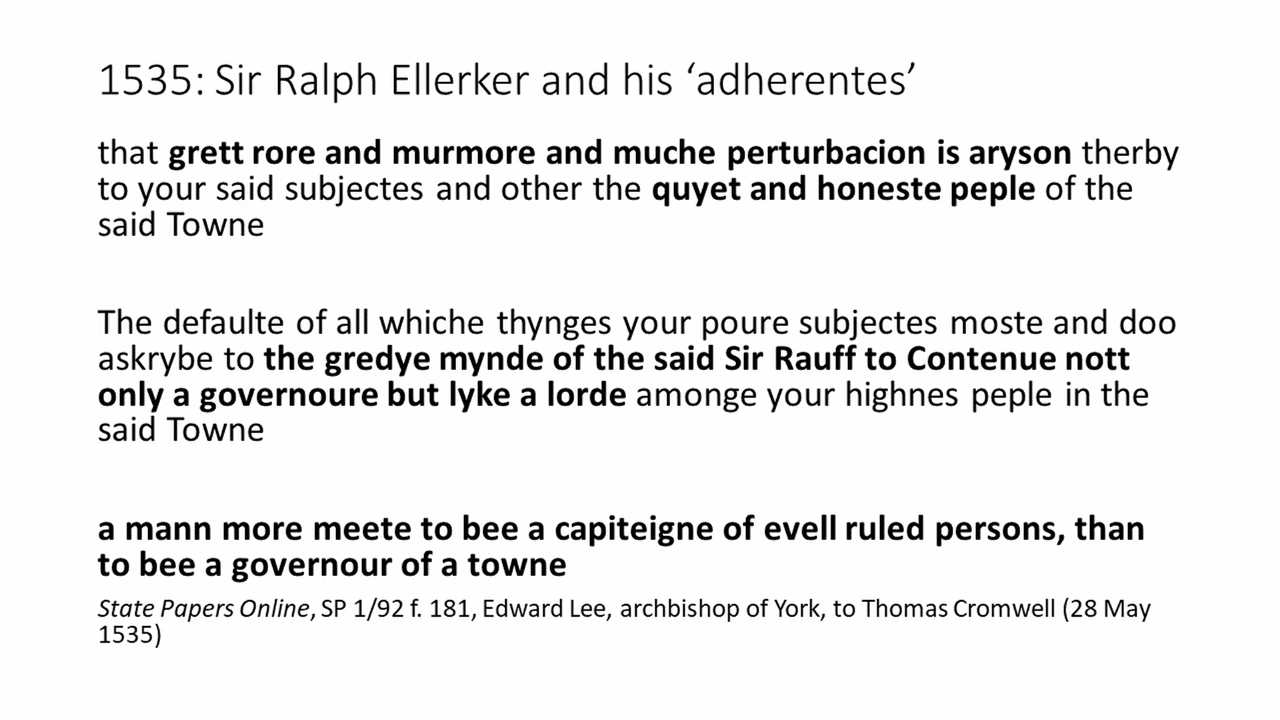 1535: Sir Ralph Ellerker and his ‘adherentes’
that grett rore and murmore and muche perturbacion is aryson therby
to your said subjectes and other the quyet and honeste peple of the
said Towne
The defaulte of all whiche thynges your poure subjectes moste and doo
askrybe to the gredye mynde of the said Sir Rauff to Contenue nott
only a governoure but lyke a lorde amonge your highnes peple in the
said Towne
a mann more meete to bee a capiteigne of evell ruled persons, than
to bee a governour of a towne
State Papers Online, SP 1/92 f. 181, Edward Lee, archbishop of York, to Thomas Cromwell (28 May
1535)